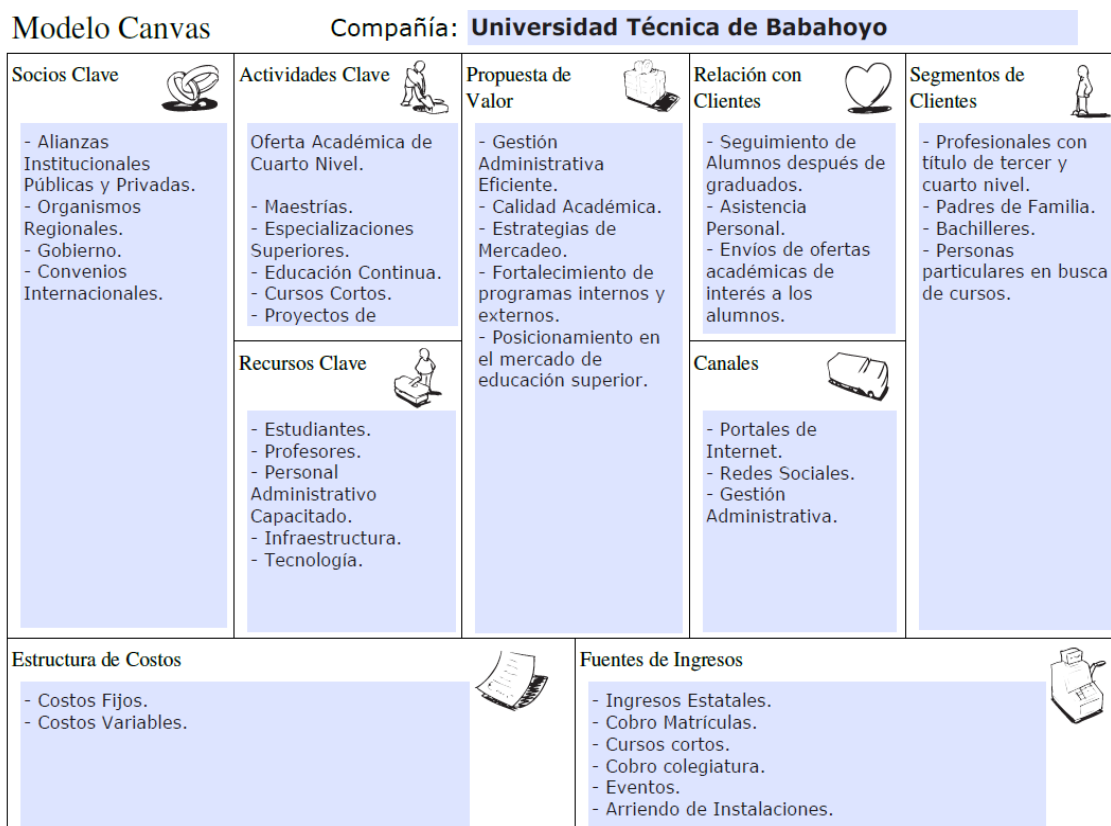 Modelo Canvas
Compañía: Universidad Técnica de Babahoyo
Socios Clave
- Alianzas
Institucionales
Públicas y Privadas.
- Organismos
Regionales.
- Gobierno.
- Convenios
Internacionales.
Actividades Clave
Oferta Académica de
Cuarto Nivel.
- Maestrías.
- Especializaciones
Superiores.
- Educación Continua.
- Cursos Cortos.
- Proyectos de
Recursos Clave
- Estudiantes.
- Profesores.
- Personal
Administrativo
Capacitado.
- Infraestructura.
- Tecnología.
Propuesta de
Valor
- Gestión
Administrativa
Eficiente.
- Calidad Académica.
- Estrategias de
Mercadeo.
- Fortalecimiento de
programas internos y
externos.
- Posicionamiento en
el mercado de
educación superior.
Relación con
Clientes
- Seguimiento de
Alumnos después de
graduados.
- Asistencia
Personal.
- Envíos de ofertas
académicas de
interés a los
alumnos.
Canales
- Portales de
Internet.
- Redes Sociales.
- Gestión
Administrativa.
Segmentos de
Clientes
- Profesionales con
título de tercer y
cuarto nivel.
- Padres de Familia.
- Bachilleres.
- Personas
particulares en busca
de cursos.
Estructura de Costos
- Costos Fijos.
- Costos Variables.
Fuentes de Ingresos
- Ingresos Estatales.
- Cobro Matrículas.
- Cursos cortos.
- Cobro colegiatura.
- Eventos.
- Arriendo de Instalaciones.